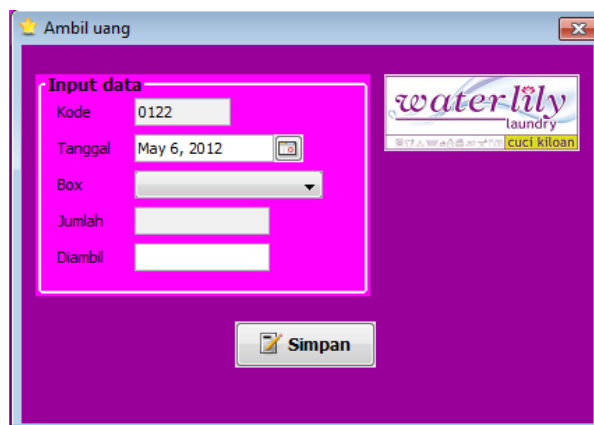 Ambil uang
Input data
Kode 0122
Tanggal May 6, 2012
Box
Jumlah
Diambil
waterlily
laundry
cuci kiloan
Simpan